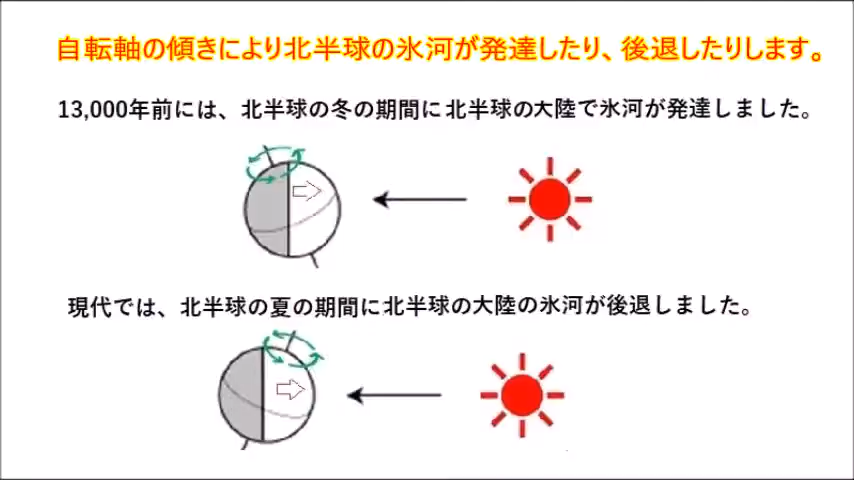 自転軸の傾きにより北半球の氷河が発達したり、後退したりします。
13,000年前には、北半球の冬の期間に北半球の大陸で氷河が発達しました。
現代では、北半球の夏の期間に北半球の大陸の氷河が後退しました。